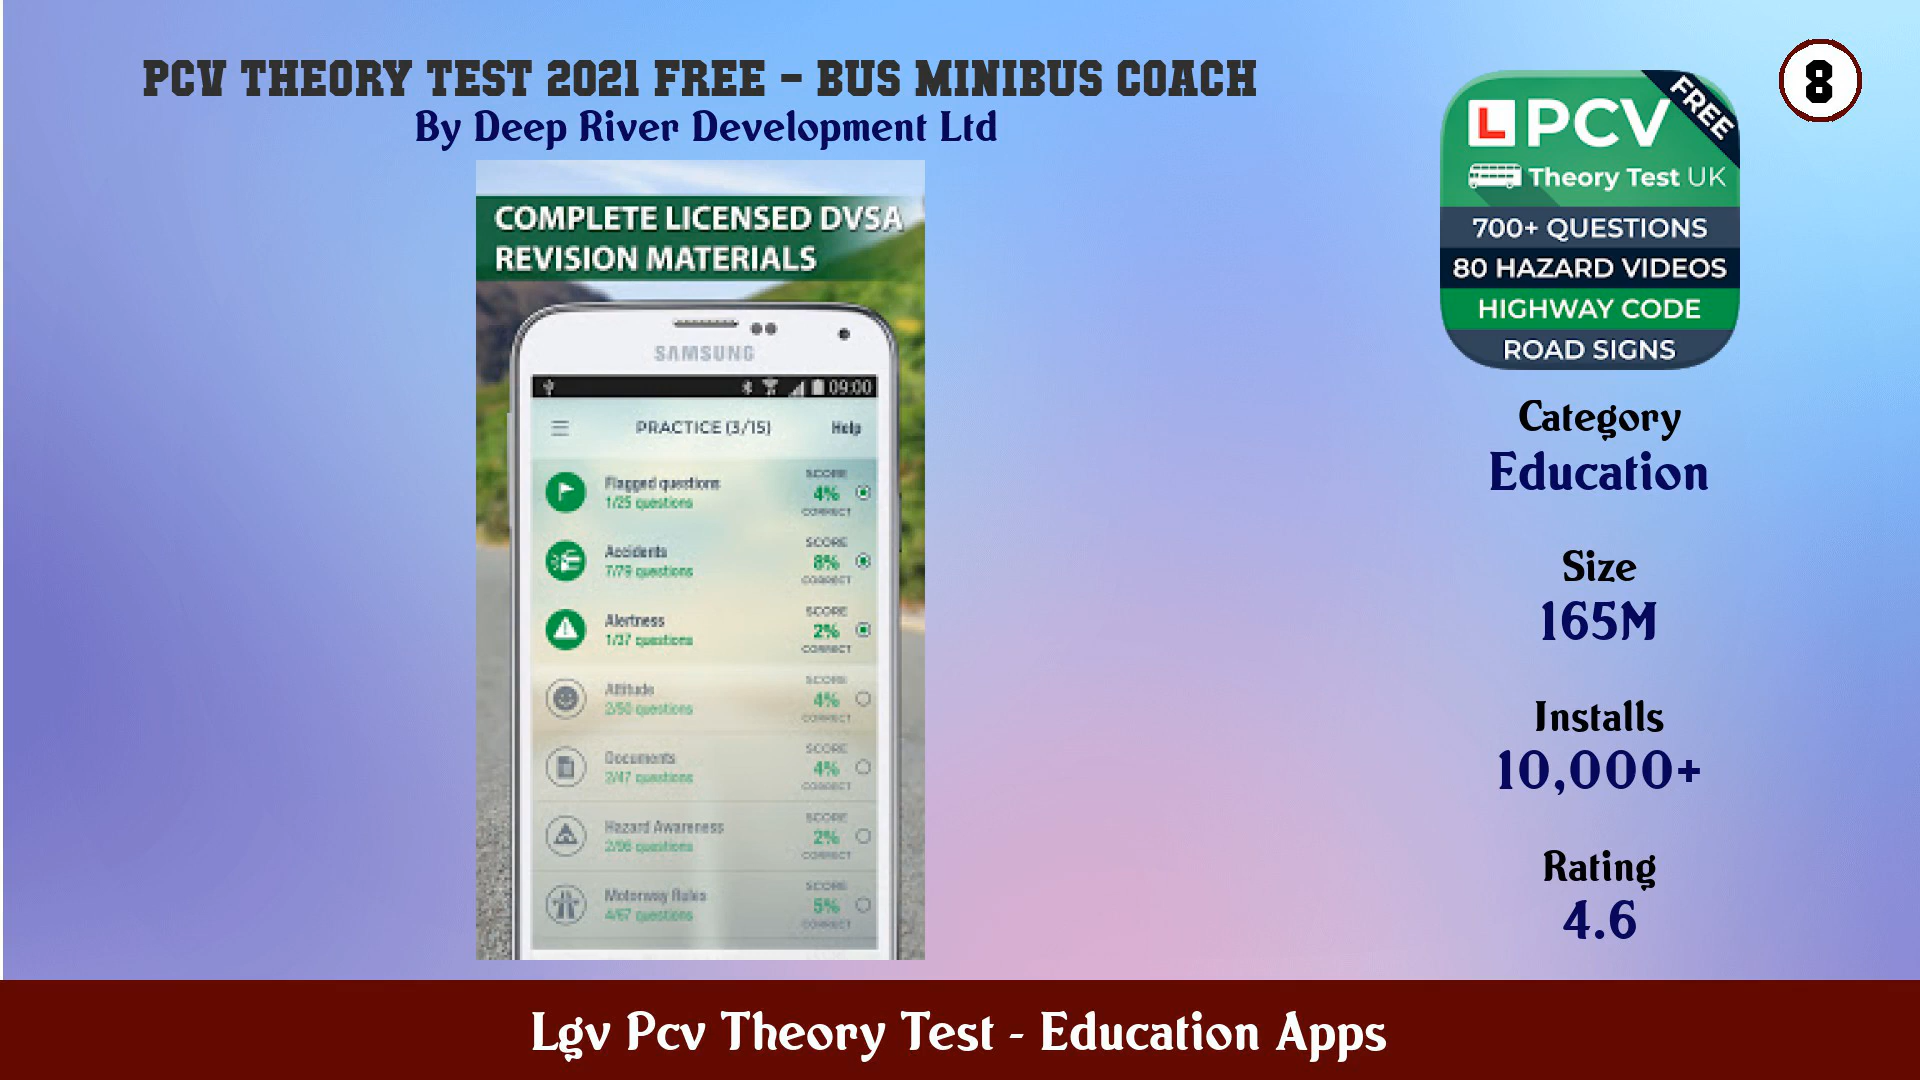 PCV THEORY TEST 2021 FREE - BUS MINIBUS COACH
By Deep River Development Ltd
8
COMPLETE LICENSED DVSA
REVISION MATERIALS
SAMSUNG
09:00
PRACTICE (3/15) Help
Flagged questions
1/25 questions
SCORE
4%
CORRECT
Accidents
7/79 questions
SCORE
8%
CORRECT
Alertness
1/37 questions
SCORE
2%
CORRECT
Attitude
2/50 questions
SCORE
4%
CORRECT
Documents
2/47 questions
SCORE
4%
CORRECT
Hazard Awareness
2/96 questions
SCORE
2%
CORRECT
Motorway Rules
4/67 questions
SCORE
5%
CORRECT
FREE
L PCV
Theory Test UK
700+ QUESTIONS
80 HAZARD VIDEOS
HIGHWAY CODE
ROAD SIGNS
Category
Education
Size
165M
Installs
10,000+
Rating
4.6
Lgv Pcv Theory Test - Education Apps